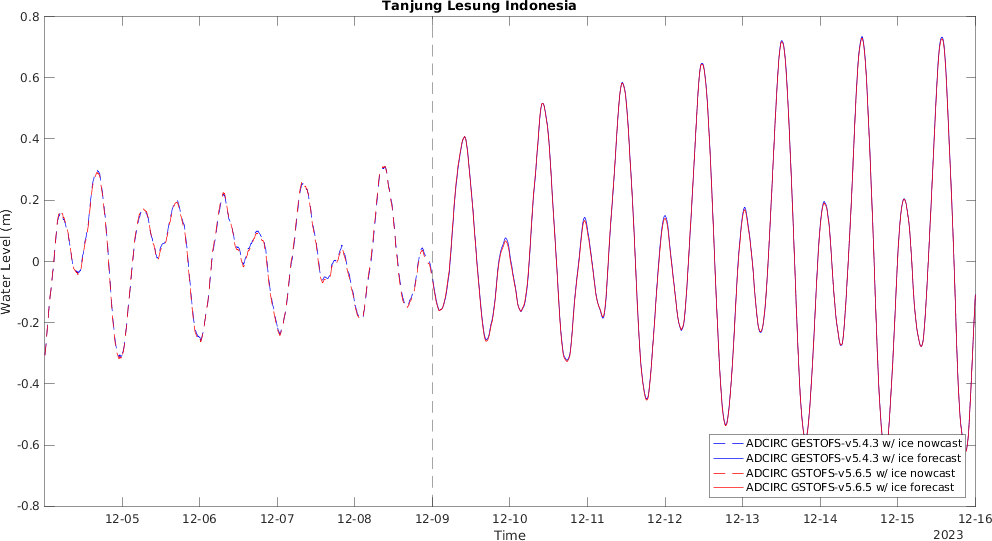 Tanjung Lesung Indonesia
Water Level (m)
0.8
0.6
0.4
0.2
0
-0.2
-0.4
-0.6
-0.8
ADCIRC GESTOFS-v5.4.3 w/ ice nowcast
ADCIRC GESTOFS-v5.4.3 w/ ice forecast
ADCIRC GSTOFS-v5.6.5 w/ ice nowcast
ADCIRC GSTOFS-v5.6.5 w/ ice forecast
12-05 12-06 12-07 12-08 12-09 12-10 12-11 12-12 12-13 12-14 12-15 12-16
Time
2023